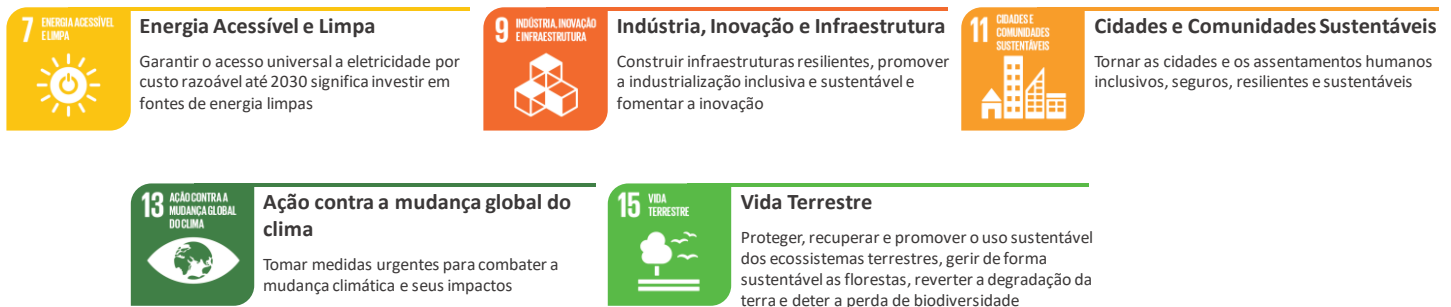 7 ENERGIA ACESSÍVEL
E LIMPA
Energia Acessível e Limpa
Garantir o acesso universal a eletricidade por
custo razoável até 2030 significa investir em
fontes de energia limpas
9 INDÚSTRIA, INOVAÇÃO
E INFRAESTRUTURA
Indústria, Inovação e Infraestrutura
Construir infraestruturas resilientes, promover
a industrialização inclusiva e sustentável e
fomentar a inovação
11 CIDADES E
COMUNIDADES
SUSTENTÁVEIS
Cidades e Comunidades Sustentáveis
Tornar as cidades e os assentamentos humanos
inclusivos, seguros, resilientes e sustentáveis
13 AÇÃO CONTRA A
MUDANÇA GLOBAL
DO CLIMA
Ação contra a mudança global do
clima
Tomar medidas urgentes para combater a
mudança climática e seus impactos
15 VIDA
TERRESTRE
Vida Terrestre
Proteger, recuperar e promover o uso sustentável
dos ecossistemas terrestres, gerir de forma
sustentável as florestas, reverter a degradação da
terra e deter a perda de biodiversidade